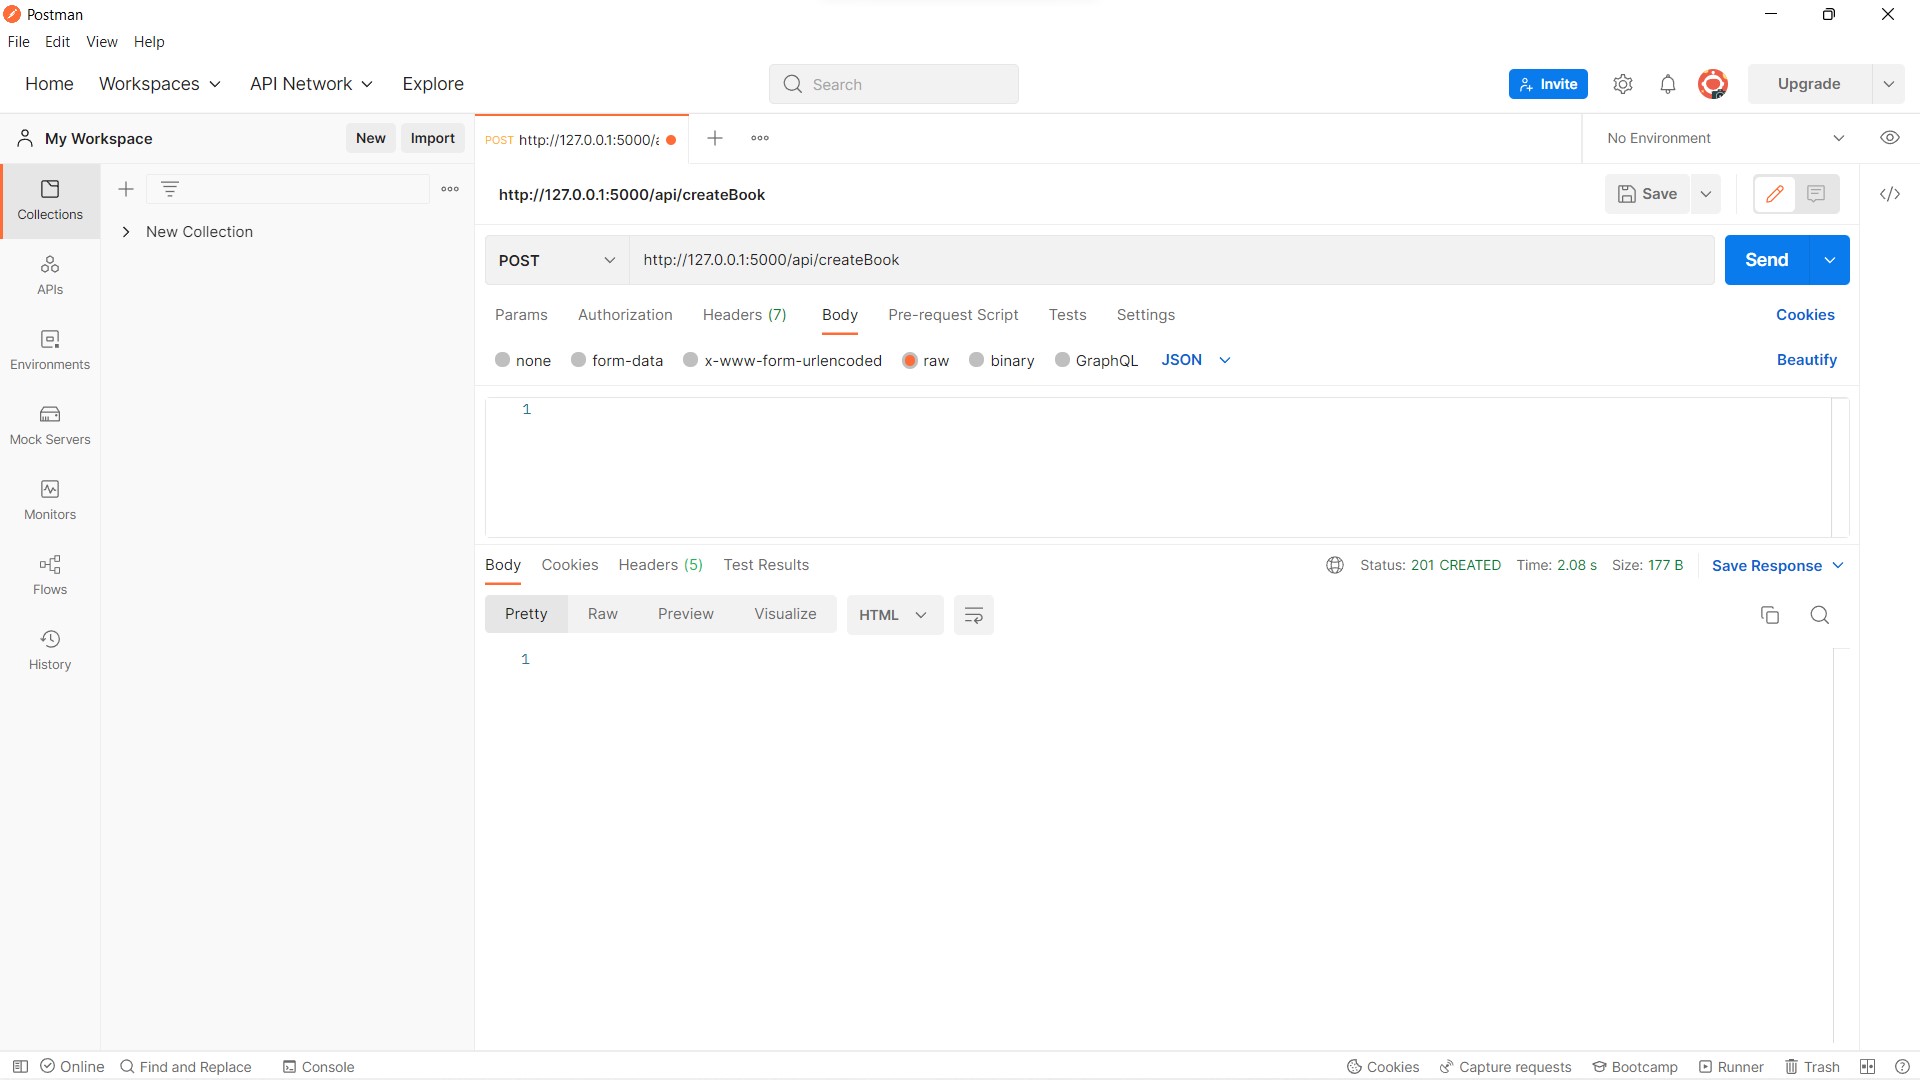 Postman
File Edit View Help
Home Workspaces API Network Explore Search Invite Upgrade
My Workspace New Import POST http://127.0.0.1:5000/a No Environment
http://127.0.0.1:5000/api/createBook Save
Collections
New Collection
POST http://127.0.0.1:5000/api/createBook Send
APIs
Params Authorization Headers (7) Body Pre-request Script Tests Settings Cookies
Environments
none form-data x-www-form-urlencoded raw binary GraphQL JSON Beautify
1
Mock Servers
Monitors
Body Cookies Headers (5) Test Results Status: 201 CREATED Time: 2.08 s Size: 177 B Save Response
Flows
Pretty Raw Preview Visualize HTML
History
1
Online Find and Replace Console Cookies Capture requests Bootcamp Runner Trash